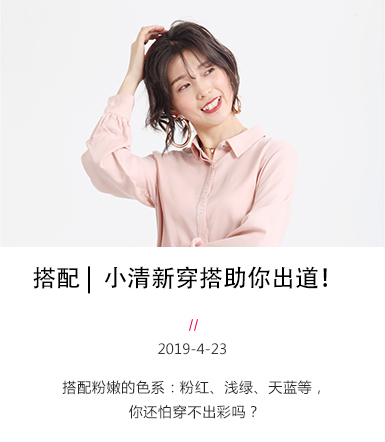 搭配 | 小清新穿搭助你出道！
//
2019-4-23
搭配粉嫩的色系：粉红、浅绿、天蓝等，
你还怕穿不出彩吗？